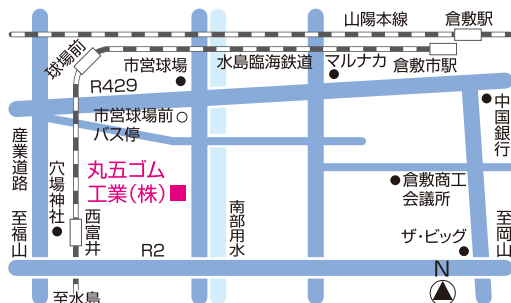 山陽本線
倉敷駅
球場前
市営球場
水島臨海鉄道
マルナカ
倉敷市駅
R429
市営球場前
バス停
中国銀行
産業道路
穴場神社
丸五ゴム
工業(株)
倉敷商工
会議所
西富井
南部用水
至福山
至岡山
ザ・ビッグ
R2
N
至水島